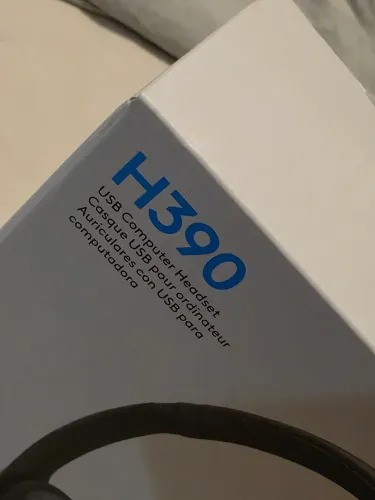 H390
USB Computer Headset
Casque USB pour ordinateur
Auriculares con USB para
computadora